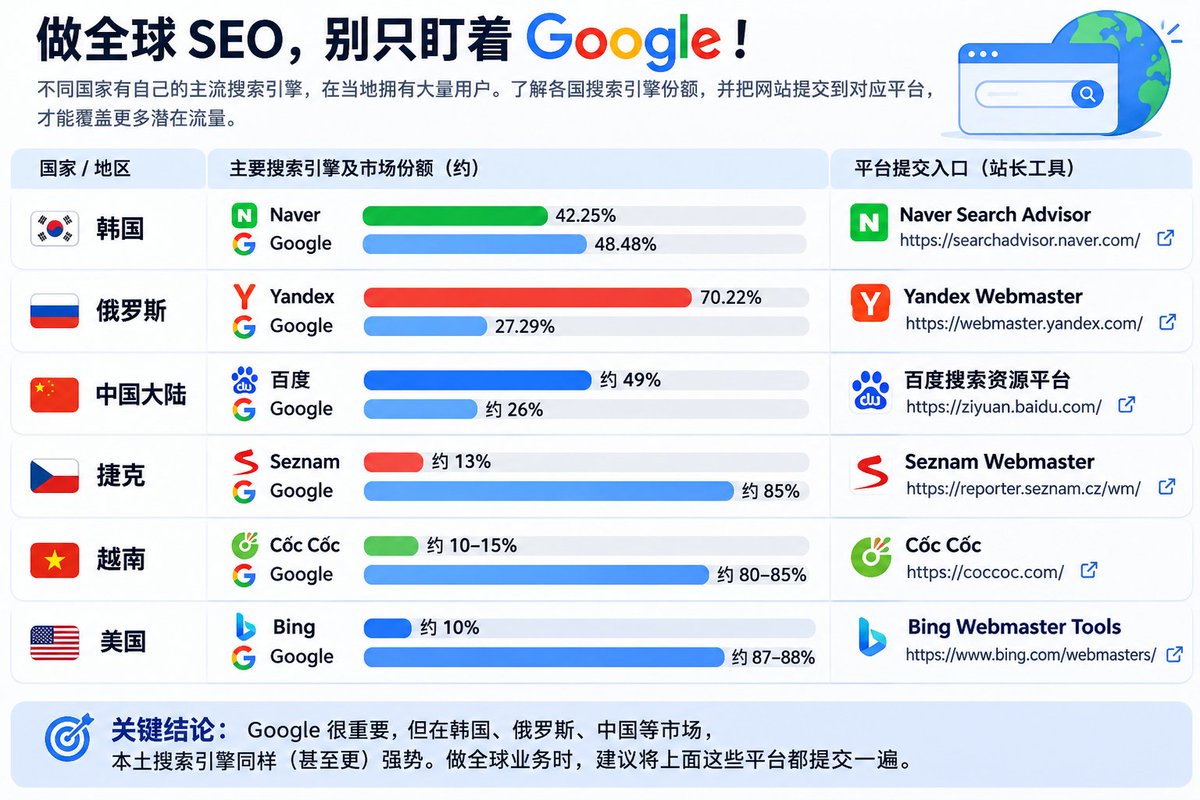 做全球 SEO，别只盯着 Google！
不同国家有自己的主流搜索引擎，在当地拥有大量用户。了解各国搜索引擎份额，并把网站提交到对应平台，
才能覆盖更多潜在流量。
国家 / 地区
主要搜索引擎及市场份额（约）
平台提交入口（站长工具）
韩国
N Naver 42.25%
G Google 48.48%
N Naver Search Advisor
https://searchadvisor.naver.com/
俄罗斯
Y Yandex 70.22%
G Google 27.29%
Y Yandex Webmaster
https://webmaster.yandex.com/
中国大陆
du 百度 约 49%
G Google 约 26%
du 百度搜索资源平台
https://ziyuan.baidu.com/
捷克
Seznam 约 13%
G Google 约 85%
Seznam Webmaster
https://reporter.seznam.cz/wm/
越南
Cốc Cốc 约 10–15%
G Google 约 80–85%
Cốc Cốc
https://coccoc.com/
美国
Bing 约 10%
G Google 约 87–88%
Bing Webmaster Tools
https://www.bing.com/webmasters/
关键结论： Google 很重要，但在韩国、俄罗斯、中国等市场，
本土搜索引擎同样（甚至更）强势。做全球业务时，建议将上面这些平台都提交一遍。